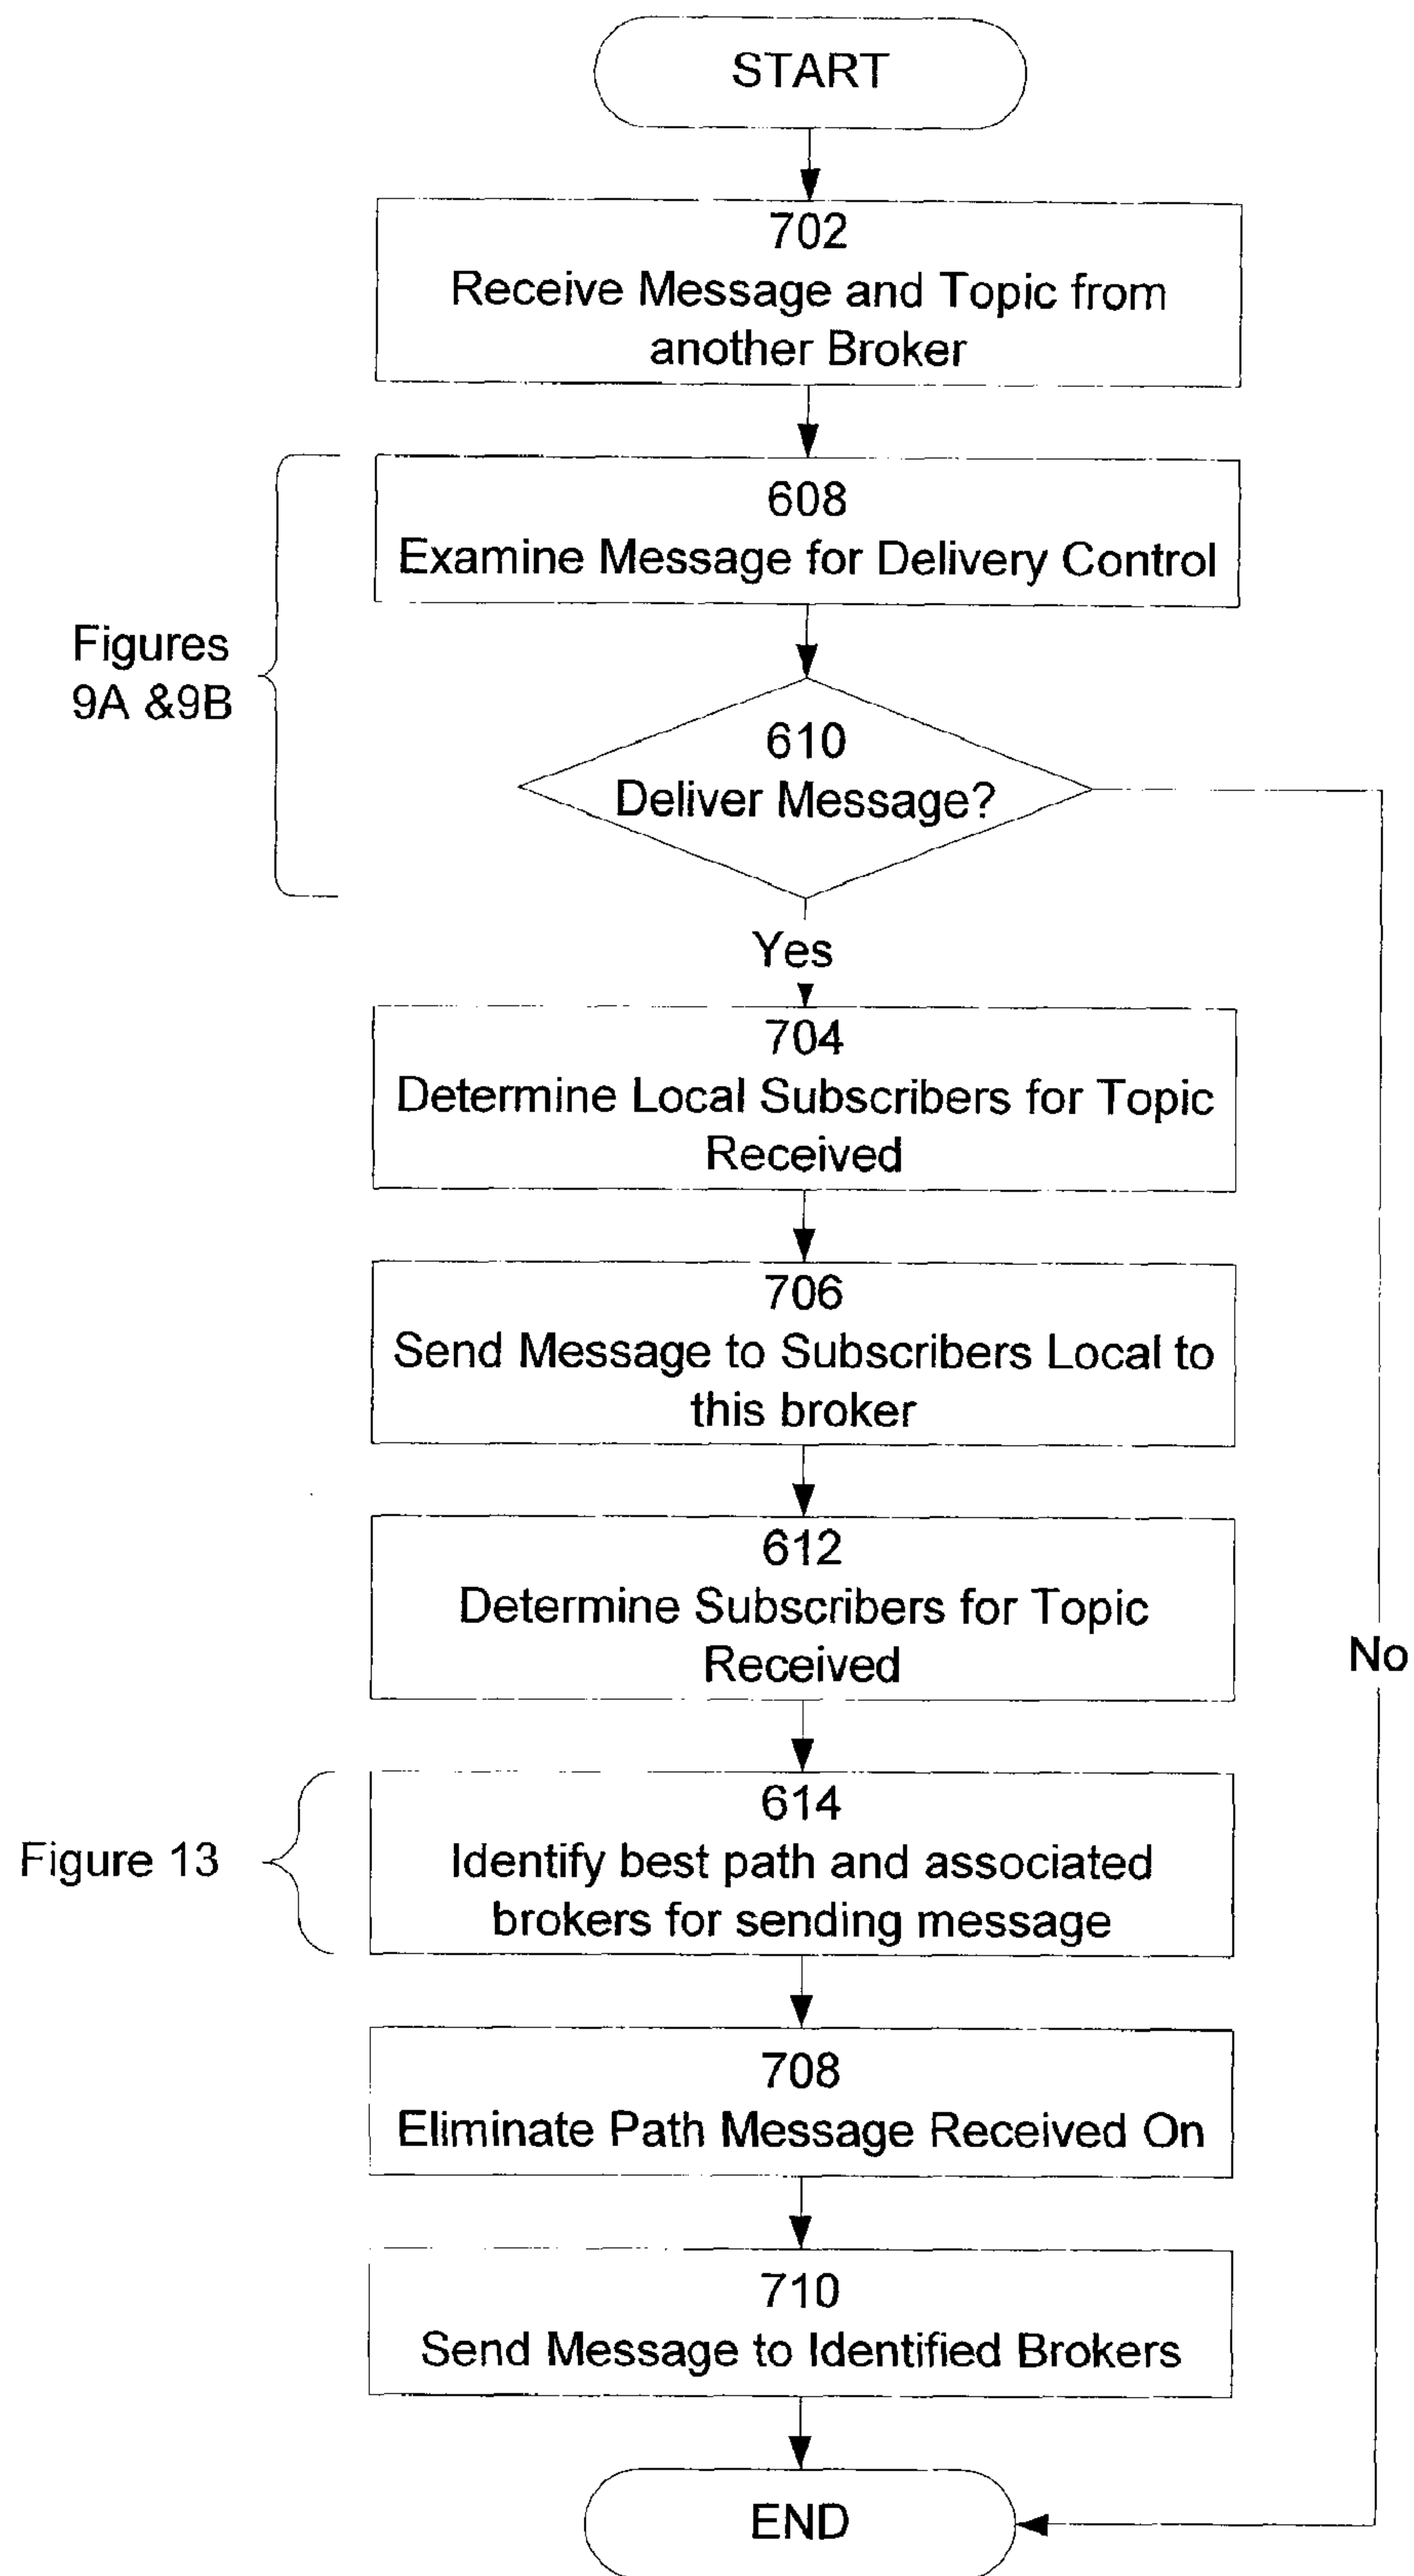 START
702
Receive Message and Topic from
another Broker
608
Examine Message for Delivery Control
Figures
9A &9B
610
Deliver Message?
Yes
704
Determine Local Subscribers for Topic
Received
706
Send Message to Subscribers Local to
this broker
612
Determine Subscribers for Topic
Received
No
614
Identify best path and associated
brokers for sending message
Figure 13
708
Eliminate Path Message Received On
710
Send Message to Identified Brokers
END